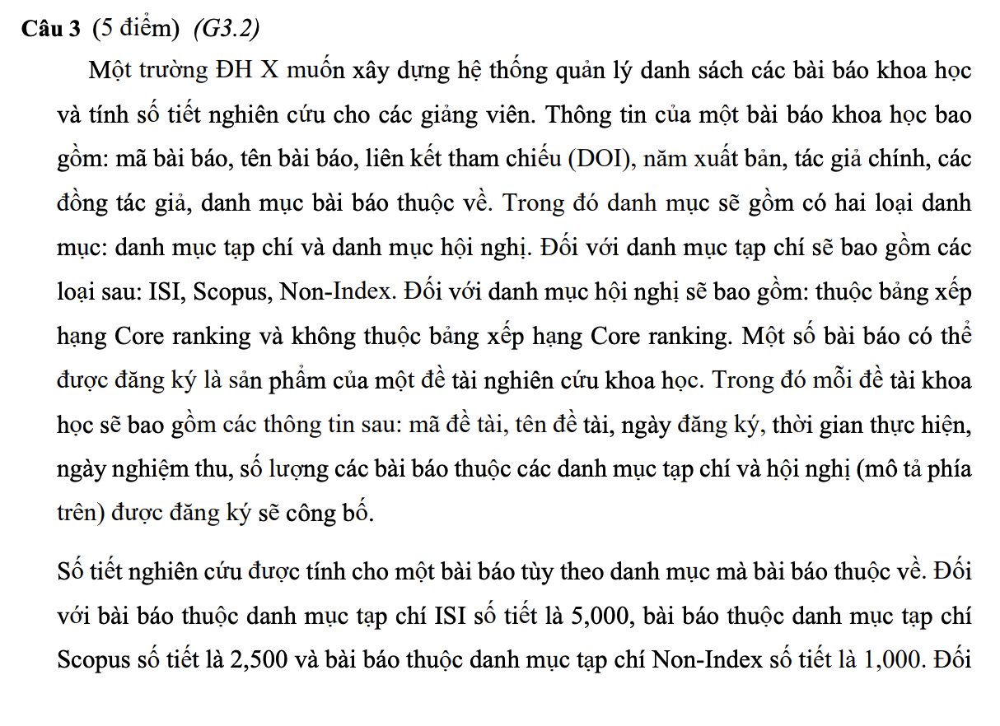 Câu 3 (5 điểm) (G3.2)
Một trường ĐH X muốn xây dựng hệ thống quản lý danh sách các bài báo khoa học
và tính số tiết nghiên cứu cho các giảng viên. Thông tin của một bài báo khoa học bao
gồm: mã bài báo, tên bài báo, liên kết tham chiếu (DOI), năm xuất bản, tác giả chính, các
đồng tác giả, danh mục bài báo thuộc về. Trong đó danh mục sẽ gồm có hai loại danh
mục: danh mục tạp chí và danh mục hội nghị. Đối với danh mục tạp chí sẽ bao gồm các
loại sau: ISI, Scopus, Non-Index. Đối với danh mục hội nghị sẽ bao gồm: thuộc bảng xếp
hạng Core ranking và không thuộc bảng xếp hạng Core ranking. Một số bài báo có thể
được đăng ký là sản phẩm của một đề tài nghiên cứu khoa học. Trong đó mỗi đề tài khoa
học sẽ bao gồm các thông tin sau: mã đề tài, tên đề tài, ngày đăng ký, thời gian thực hiện,
ngày nghiệm thu, số lượng các bài báo thuộc các danh mục tạp chí và hội nghị (mô tả phía
trên) được đăng ký sẽ công bố.
Số tiết nghiên cứu được tính cho một bài báo tùy theo danh mục mà bài báo thuộc về. Đối
với bài báo thuộc danh mục tạp chí ISI số tiết là 5,000, bài báo thuộc danh mục tạp chí
Scopus số tiết là 2,500 và bài báo thuộc danh mục tạp chí Non-Index số tiết là 1,000. Đối